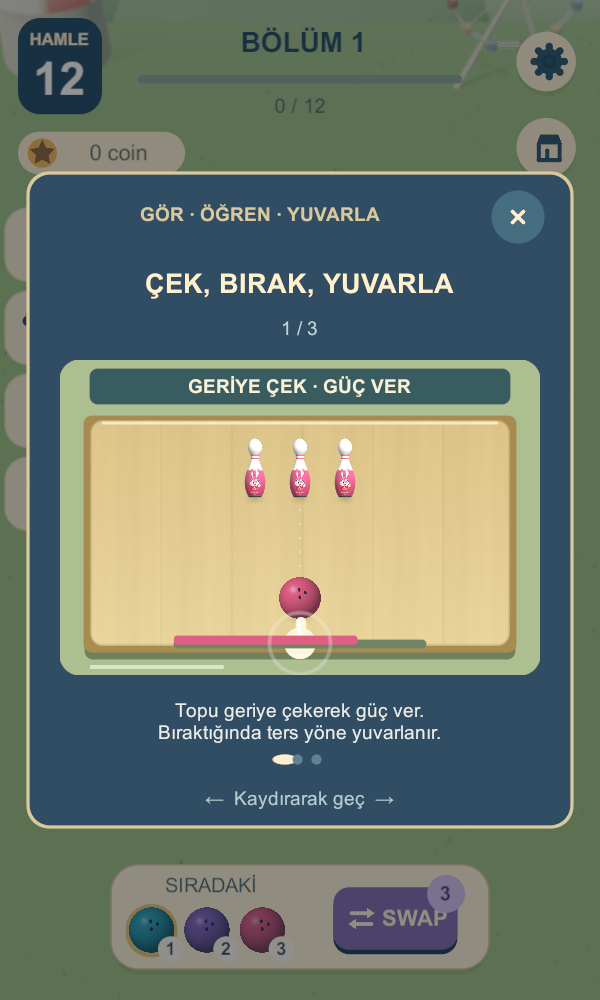 HAMLE
12
BÖLÜM 1
0 / 12
0 coin
GÖR · ÖĞREN · YUVARLA
×
ÇEK, BIRAK, YUVARLA
1 / 3
GERİYE ÇEK · GÜÇ VER
Topu geriye çekerek güç ver.
Bıraktığında ters yöne yuvarlanır.
← Kaydırarak geç →
SIRADAKİ
1 2 3
SWAP
3